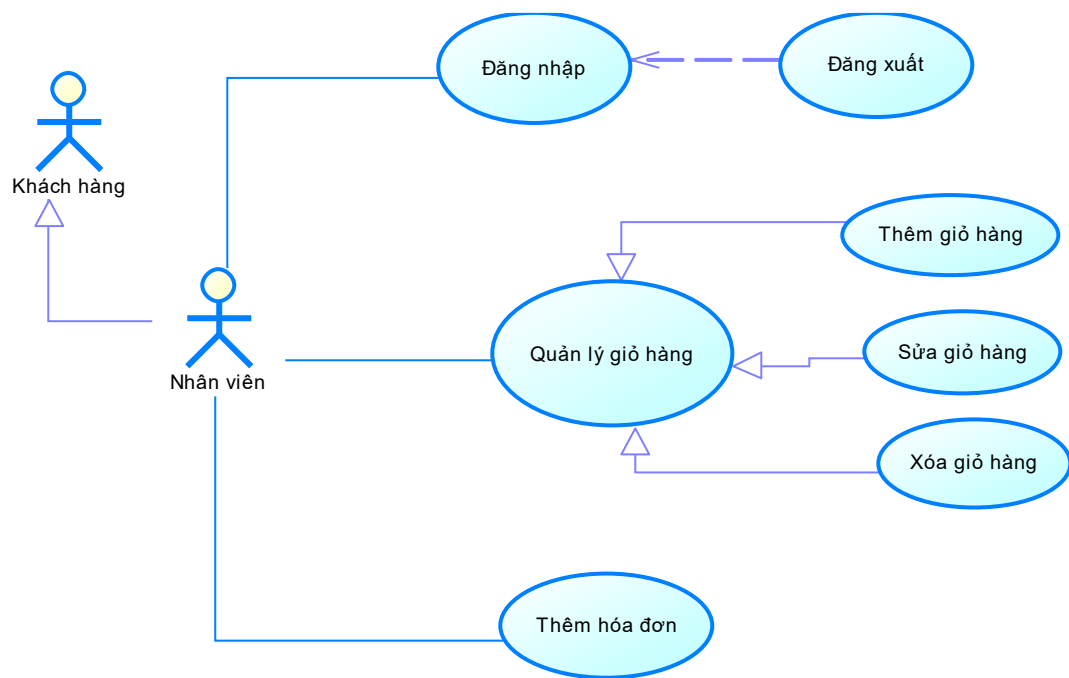 Đăng nhập
Đăng xuất
Khách hàng
Thêm giỏ hàng
Quản lý giỏ hàng
Sửa giỏ hàng
Nhân viên
Xóa giỏ hàng
Thêm hóa đơn